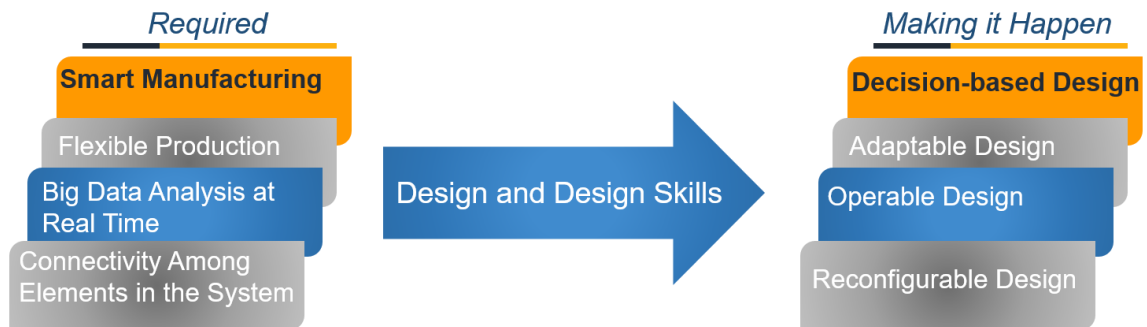 Required
Smart Manufacturing
Flexible Production
Big Data Analysis at
Real Time
Connectivity Among
Elements in the System
Design and Design Skills
Making it Happen
Decision-based Design
Adaptable Design
Operable Design
Reconfigurable Design